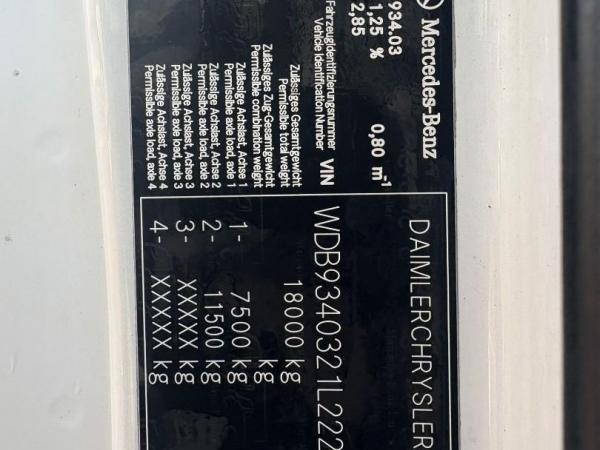 Mercedes-Benz
DAIMLERCHRYSLER
934.03
1,25 % 0,80 m⁻¹
2,85
Fahrzeugidentifizierungsnummer
Vehicle Identification Number VIN WDB9340321L222
Zulässiges Gesamtgewicht
Permissible total weight 18000 kg
Zulässiges Zug-Gesamtgewicht
Permissible combination weight kg
Zulässige Achslast, Achse 1
Permissible axle load, axle 1 1- 7500 kg
Zulässige Achslast, Achse 2
Permissible axle load, axle 2 2- 11500 kg
Zulässige Achslast, Achse 3
Permissible axle load, axle 3 3- XXXXX kg
Zulässige Achslast, Achse 4
Permissible axle load, axle 4 4- XXXXX kg